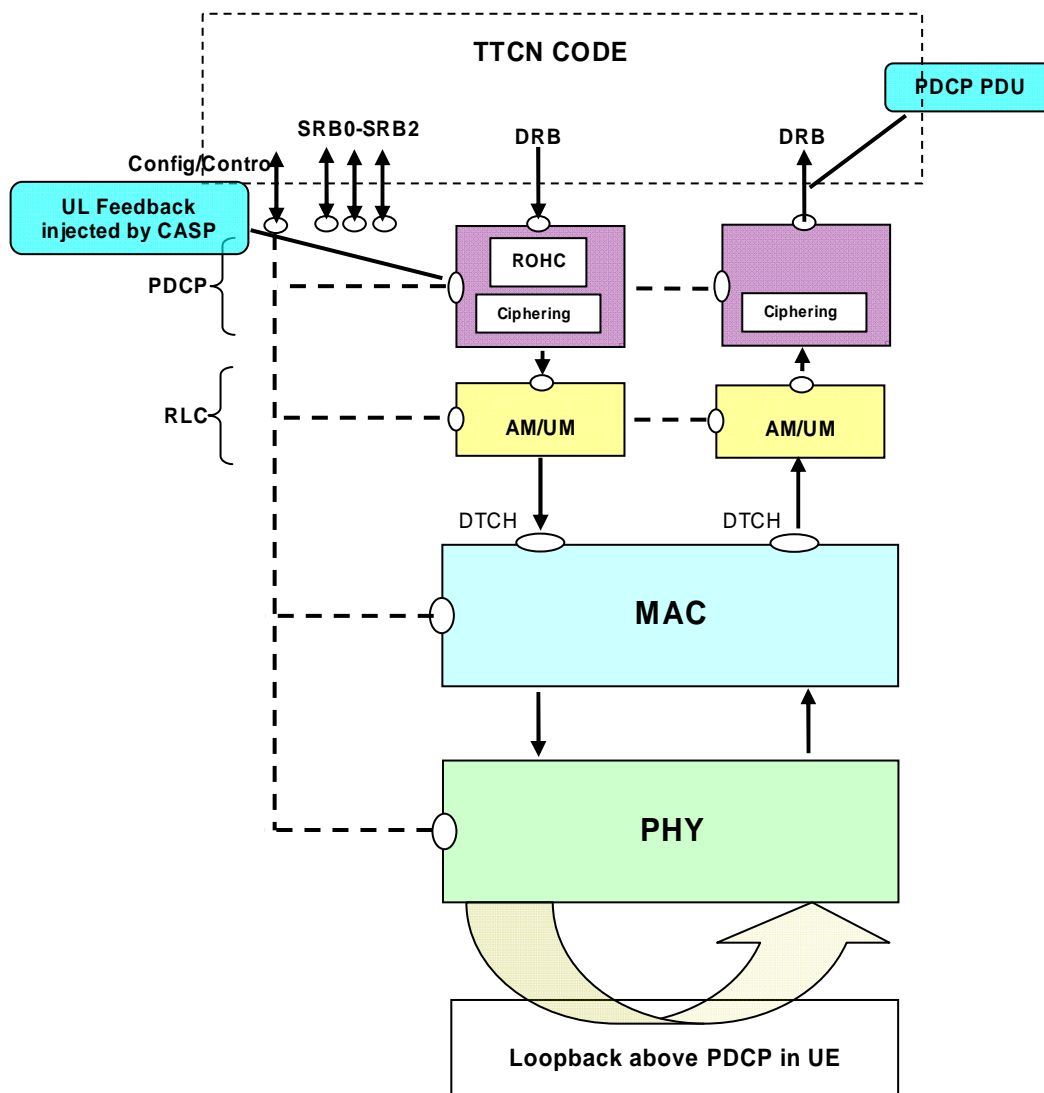 TTCN CODE
PDCP PDU
SRB0-SRB2
DRB
DRB
Config/Contro
UL Feedback
injected by CASP
ROHC
PDCP
Ciphering
Ciphering
RLC
AM/UM
AM/UM
DTCH
DTCH
MAC
PHY
Loopback above PDCP in UE